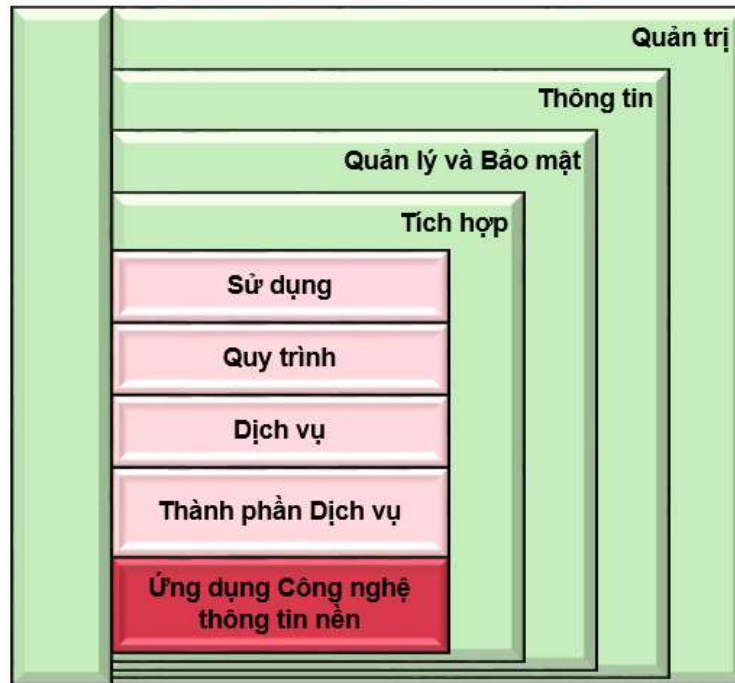 Quản trị
Thông tin
Quản lý và Bảo mật
Tích hợp
Sử dụng
Quy trình
Dịch vụ
Thành phần Dịch vụ
Ứng dụng Công nghệ
thông tin nền